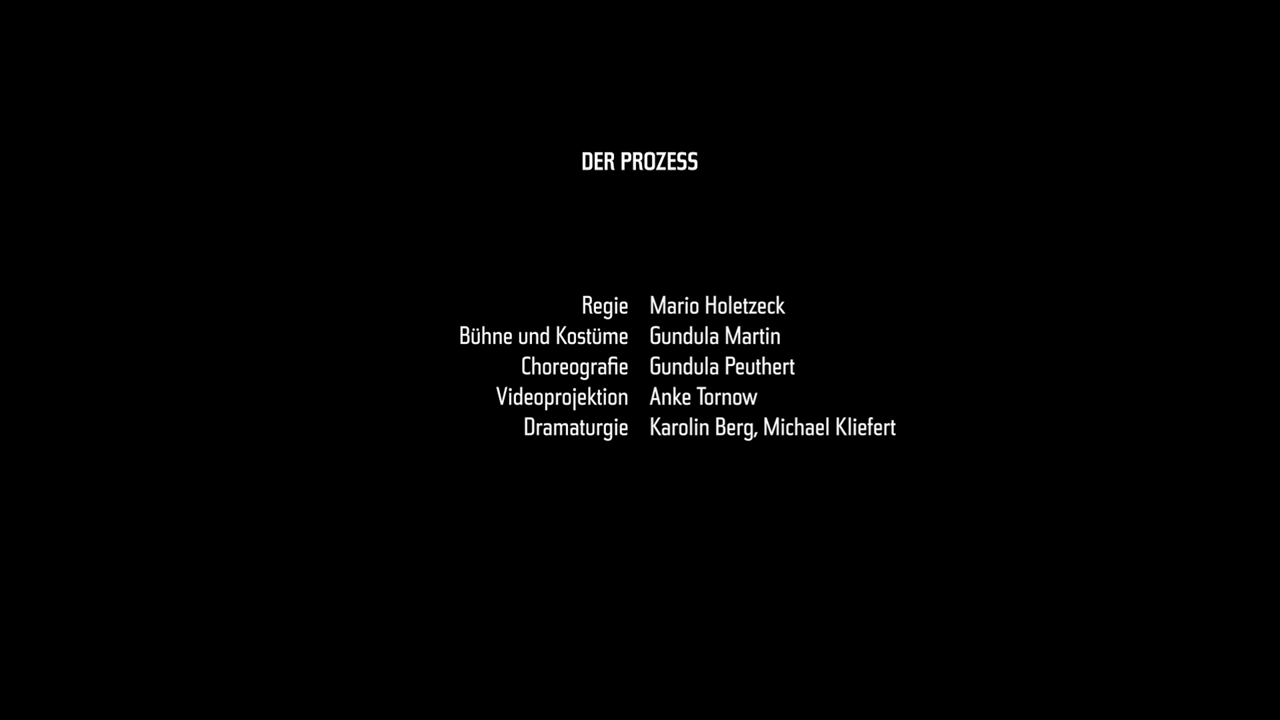 DER PROZESS
Regie Mario Holetzeck
Bühne und Kostüme Gundula Martin
Choreografie Gundula Peuthert
Videoprojektion Anke Tornow
Dramaturgie Karolin Berg, Michael Kliefert